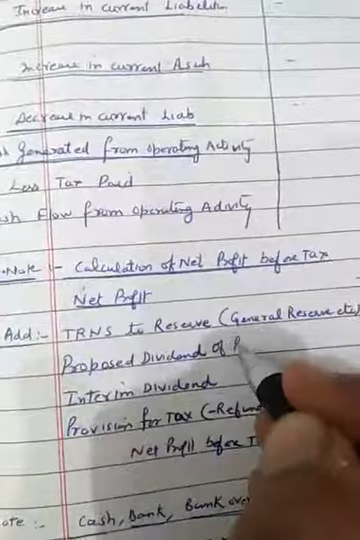 Increase in current Liabilities
Increase in current Assets
Decrease in current Liab
Generated from operating Activity
Less Tax Paid
Flow from operating Activity
Note :- Calculation of Net Profit before Tax
Net Profit
Add :- TRNS to Reserve (General Reserve etc)
Proposed Dividend of P
Interim Dividend
Provision for Tax (-Refun
Net Profit before T
ote :- Cash, Bank, Bank over